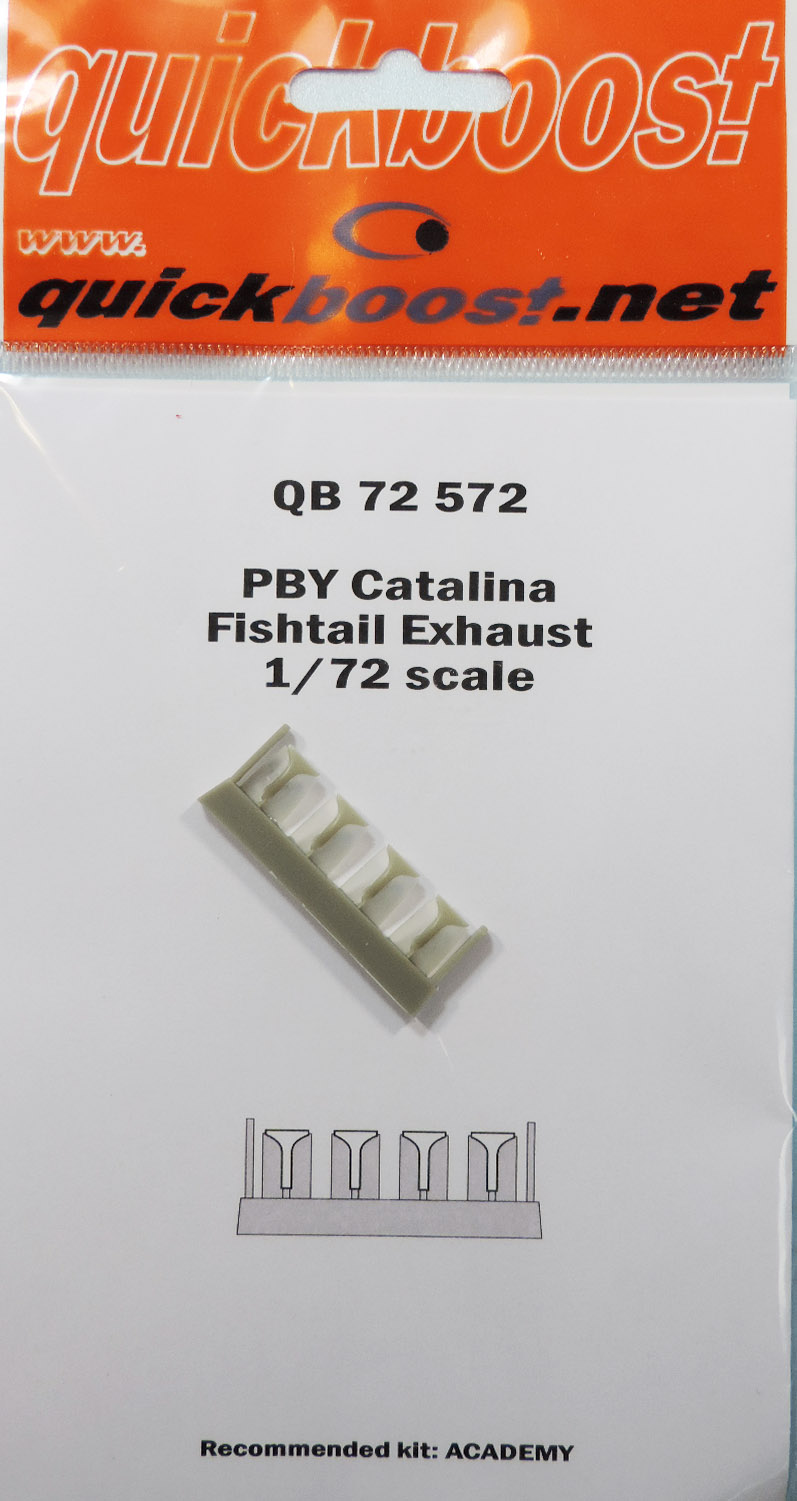 quickboost
www.
quickboost.net
QB 72 572
PBY Catalina
Fishtail Exhaust
1/72 scale
Recommended kit: ACADEMY